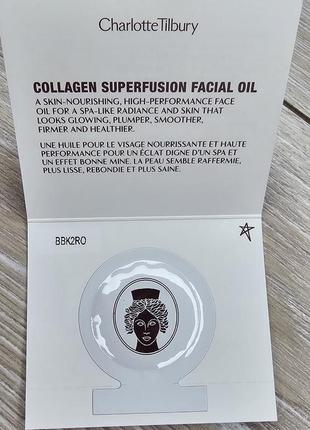 Charlotte Tilbury
COLLAGEN SUPERFUSION FACIAL OIL
A SKIN-NOURISHING, HIGH-PERFORMANCE FACE
OIL FOR A SPA-LIKE RADIANCE AND SKIN THAT
LOOKS GLOWING, PLUMPER, SMOOTHER,
FIRMER AND HEALTHIER.
UNE HUILE POUR LE VISAGE NOURRISSANTE ET HAUTE
PERFORMANCE POUR UN ÉCLAT DIGNE D'UN SPA ET
UN EFFET BONNE MINE. LA PEAU SEMBLE RAFFERMIE,
PLUS LISSE, REBONDIE ET PLUS SAINE.
BBK2RO